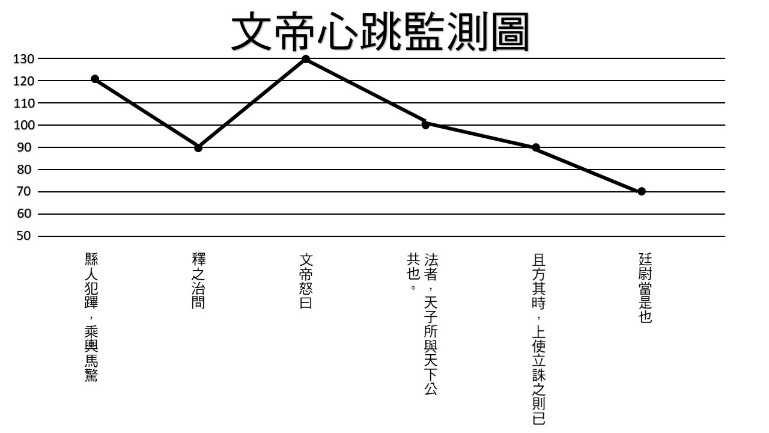 文帝心跳監測圖
130
120
110
100
90
80
70
60
50
縣人犯蹕，乘輿馬驚
釋之治問
文帝怒曰
法者，天子所與天下公
共也。
且方其時，上使立誅之則已
廷尉當是也